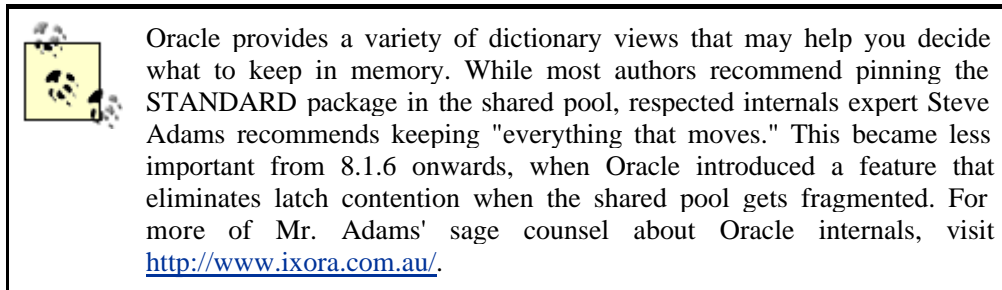 Oracle provides a variety of dictionary views that may help you decide
what to keep in memory. While most authors recommend pinning the
STANDARD package in the shared pool, respected internals expert Steve
Adams recommends keeping "everything that moves." This became less
important from 8.1.6 onwards, when Oracle introduced a feature that
eliminates latch contention when the shared pool gets fragmented. For
more of Mr. Adams' sage counsel about Oracle internals, visit
http://www.ixora.com.au/.